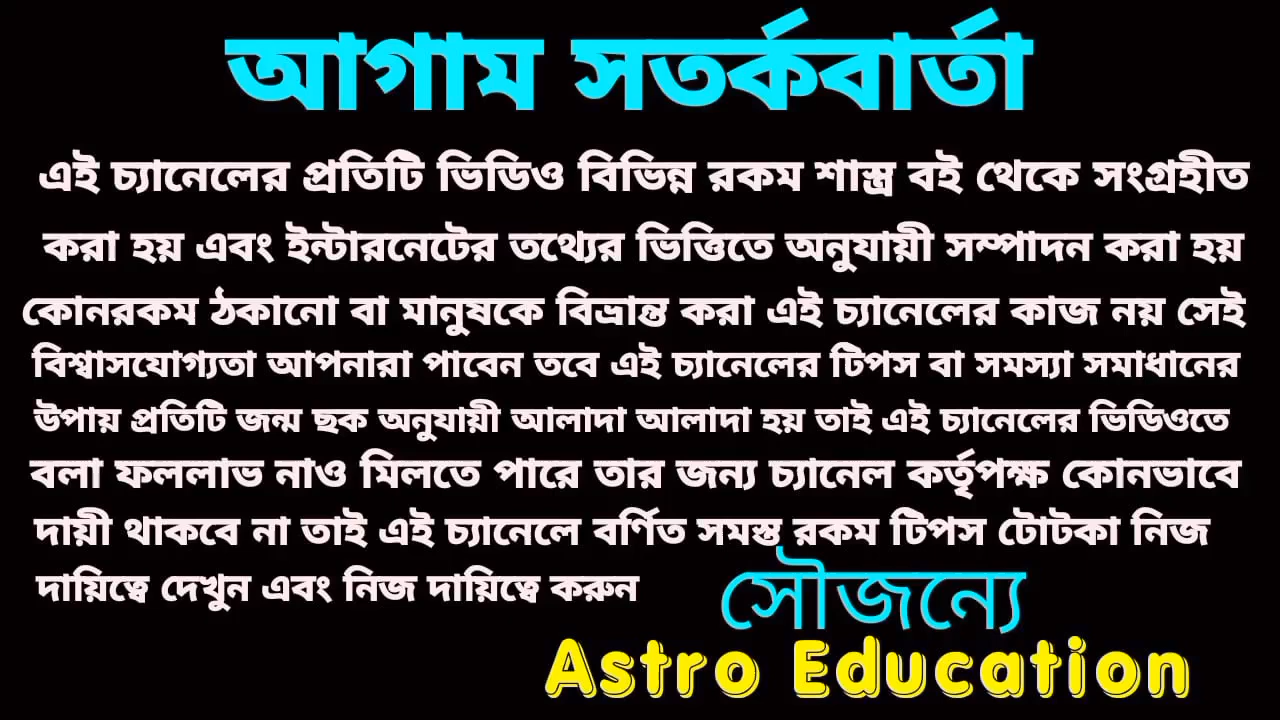 আগাম সতর্কবার্তা
এই চ্যানেলের প্রতিটি ভিডিও বিভিন্ন রকম শাস্ত্র বই থেকে সংগ্রহীত
করা হয় এবং ইন্টারনেটের তথ্যের ভিত্তিতে অনুযায়ী সম্পাদন করা হয়
কোনরকম ঠকানো বা মানুষকে বিভ্রান্ত করা এই চ্যানেলের কাজ নয় সেই
বিশ্বাসযোগ্যতা আপনারা পাবেন তবে এই চ্যানেলের টিপস বা সমস্যা সমাধানের
উপায় প্রতিটি জন্ম ছক অনুযায়ী আলাদা আলাদা হয় তাই এই চ্যানেলের ভিডিওতে
বলা ফললাভ নাও মিলতে পারে তার জন্য চ্যানেল কর্তৃপক্ষ কোনভাবে
দায়ী থাকবে না তাই এই চ্যানেলে বর্ণিত সমস্ত রকম টিপস টোটকা নিজ
দায়িত্বে দেখুন এবং নিজ দায়িত্বে করুন
সৌজন্যে
Astro Education